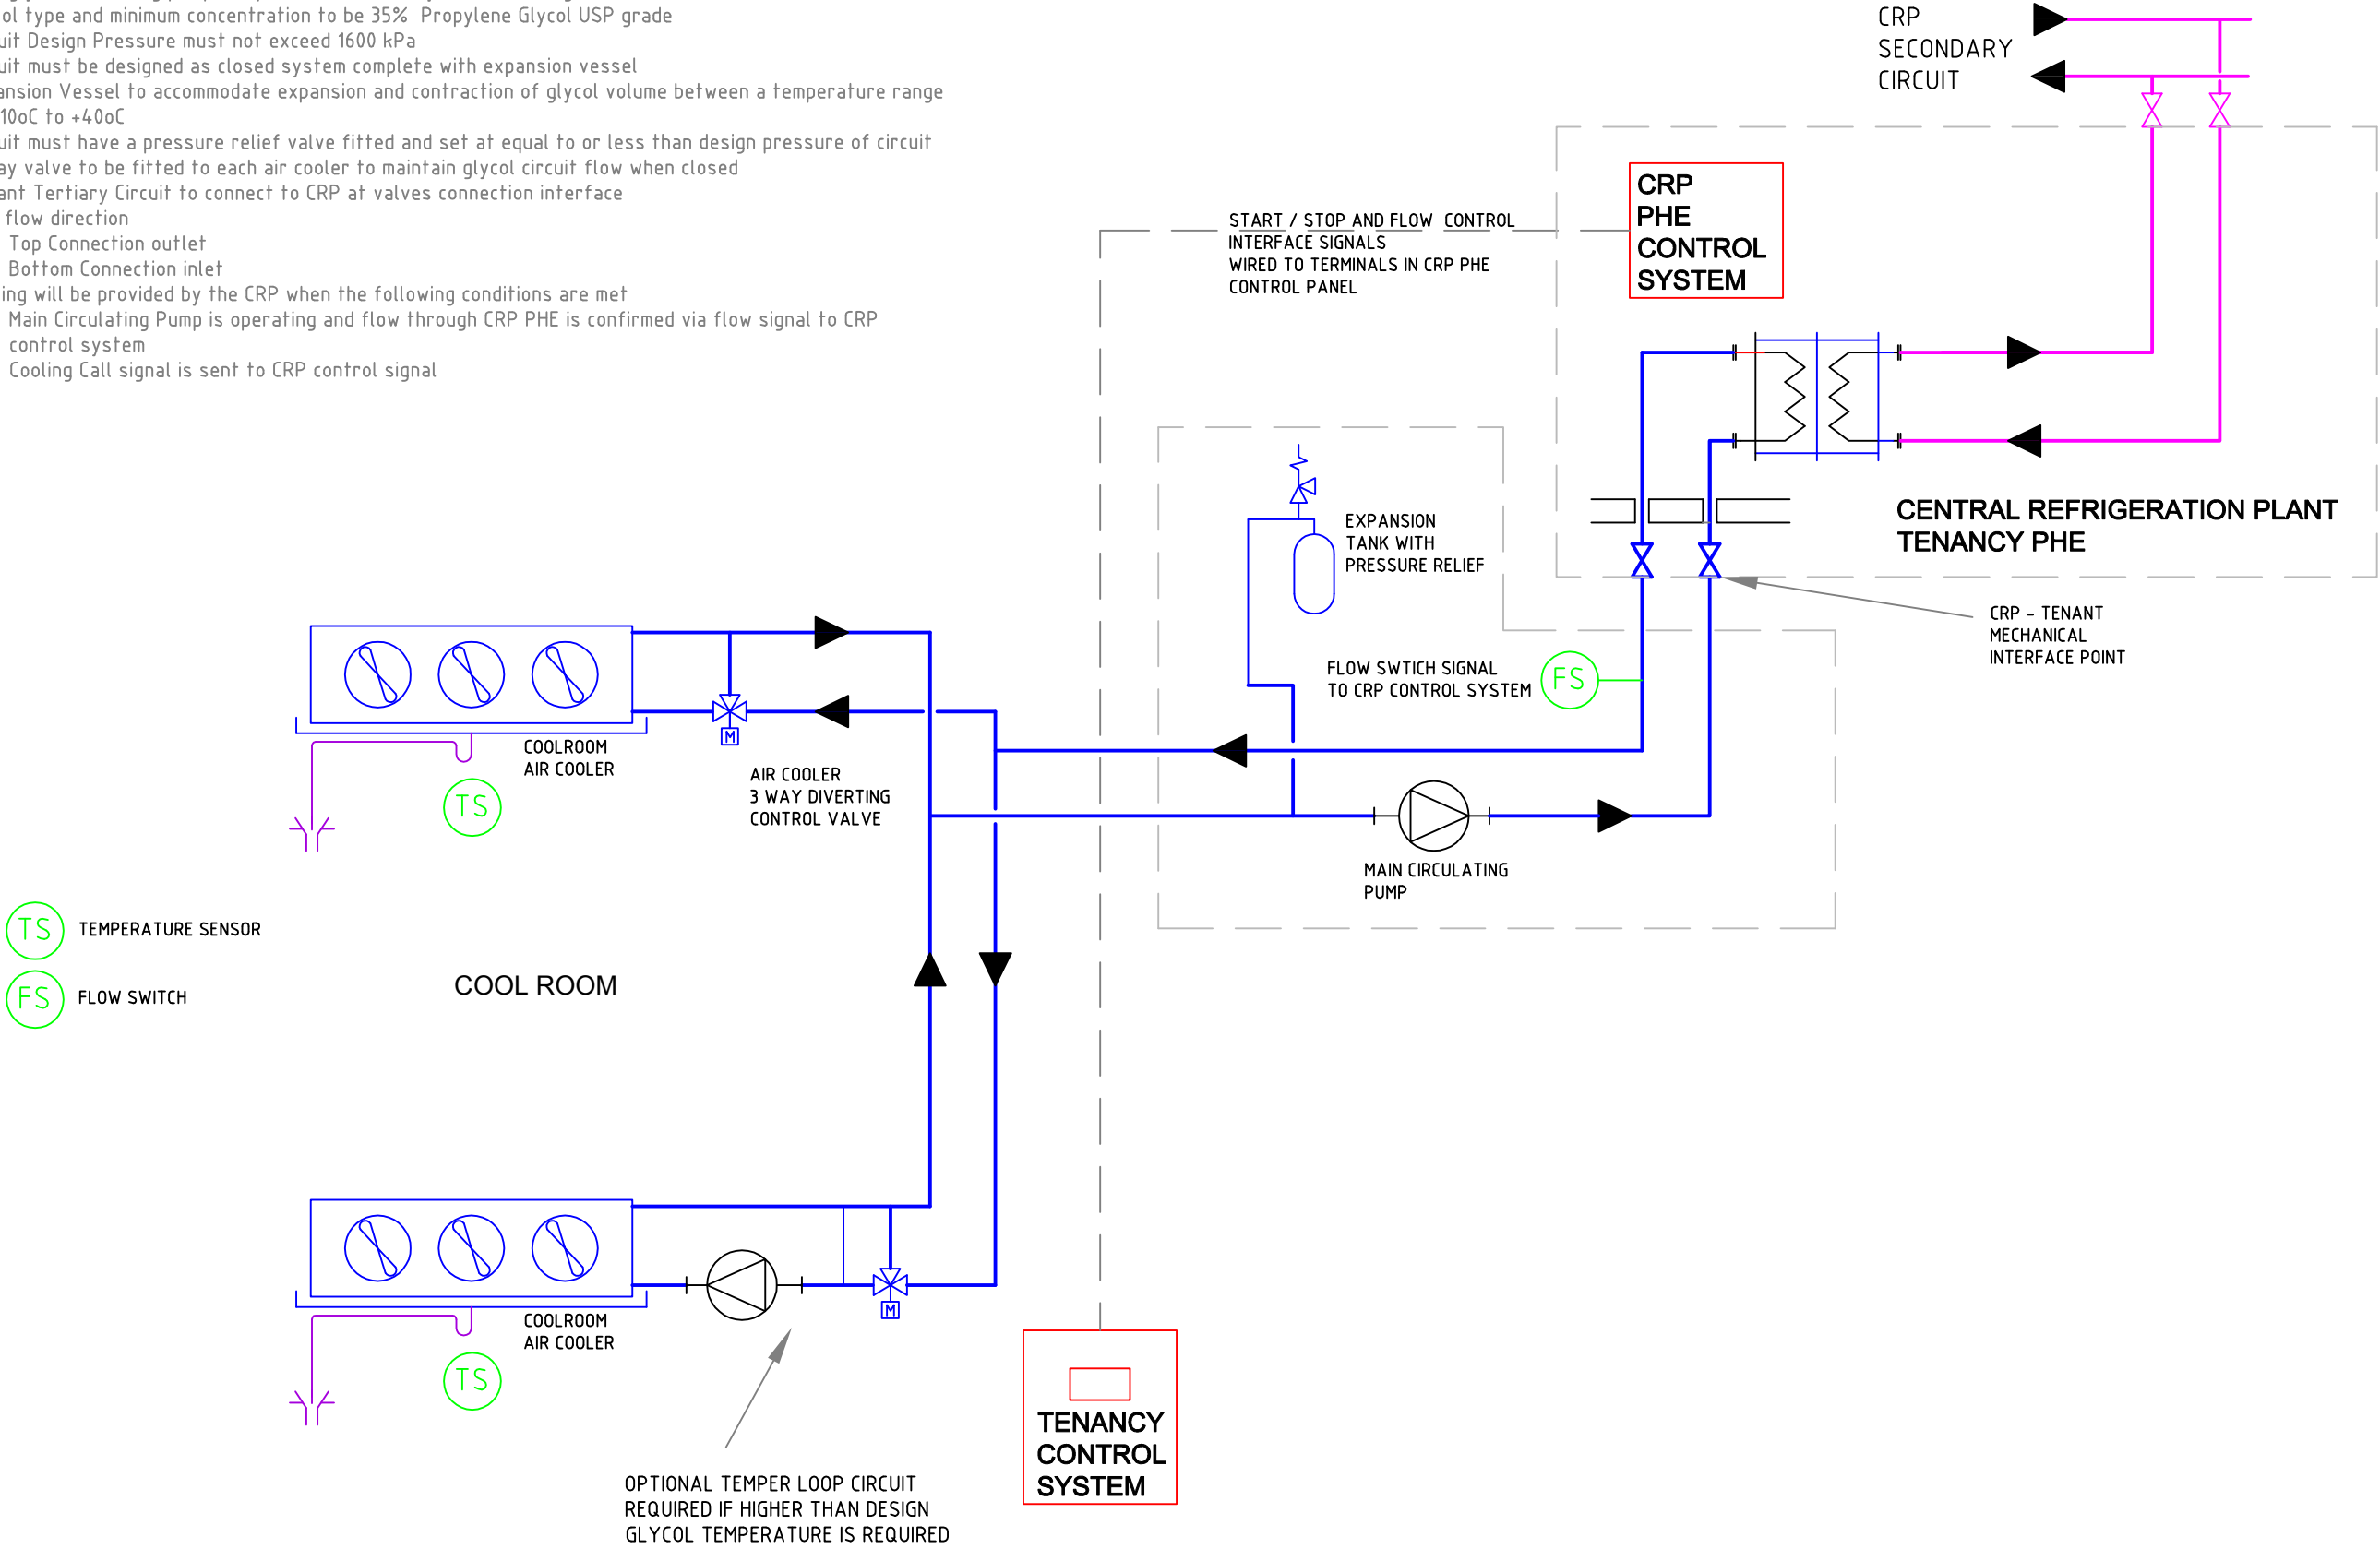 ol type and minimum concentration to be 35% Propylene Glycol USP grade
uit Design Pressure must not exceed 1600 kPa
uit must be designed as closed system complete with expansion vessel
ansion Vessel to accommodate expansion and contraction of glycol volume between a temperature range
10oC to +40oC
uit must have a pressure relief valve fitted and set at equal to or less than design pressure of circuit
ay valve to be fitted to each air cooler to maintain glycol circuit flow when closed
ant Tertiary Circuit to connect to CRP at valves connection interface
flow direction
Top Connection outlet
Bottom Connection inlet
ing will be provided by the CRP when the following conditions are met
Main Circulating Pump is operating and flow through CRP PHE is confirmed via flow signal to CRP
control system
Cooling Call signal is sent to CRP control signal
CRP
SECONDARY
CIRCUIT
CRP
PHE
CONTROL
SYSTEM
START / STOP AND FLOW CONTROL
INTERFACE SIGNALS
WIRED TO TERMINALS IN CRP PHE
CONTROL PANEL
EXPANSION
TANK WITH
PRESSURE RELIEF
CENTRAL REFRIGERATION PLANT
TENANCY PHE
CRP - TENANT
MECHANICAL
INTERFACE POINT
FLOW SWTICH SIGNAL
TO CRP CONTROL SYSTEM
FS
M
COOLROOM
AIR COOLER
TS
AIR COOLER
3 WAY DIVERTING
CONTROL VALVE
MAIN CIRCULATING
PUMP
TS
TEMPERATURE SENSOR
FS
FLOW SWITCH
COOL ROOM
M
COOLROOM
AIR COOLER
TS
TENANCY
CONTROL
SYSTEM
OPTIONAL TEMPER LOOP CIRCUIT
REQUIRED IF HIGHER THAN DESIGN
GLYCOL TEMPERATURE IS REQUIRED